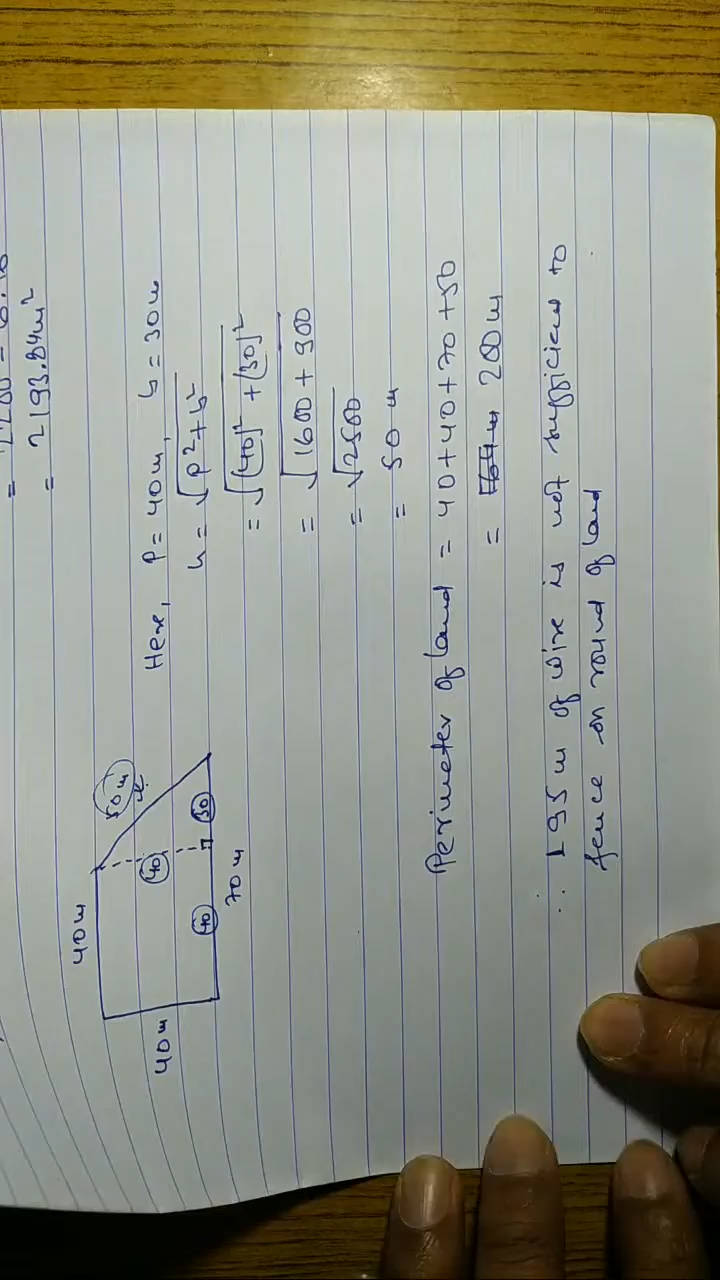 = 2193.84m²
40m
40m
70m
50m
x
40
40
30
Here, P = 40m, b = 30m
h = √P²+b²
= √(40)²+(30)²
= √1600 + 900
= √2500
= 50 m
Perimeter of land = 40+40+70+50
= 200m
∴ 195 m of wire is not sufficient to
fence on round of land